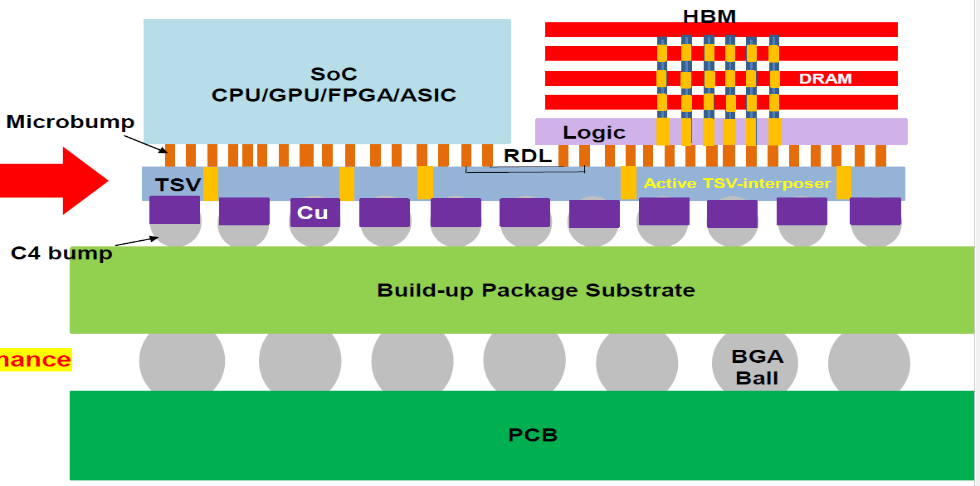 HBM
SoC
CPU/GPU/FPGA/ASIC
DRAM
Microbump
Logic
RDL
TSV
Active TSV-interposer
Cu
C4 bump
Build-up Package Substrate
nance
BGA
Ball
PCB